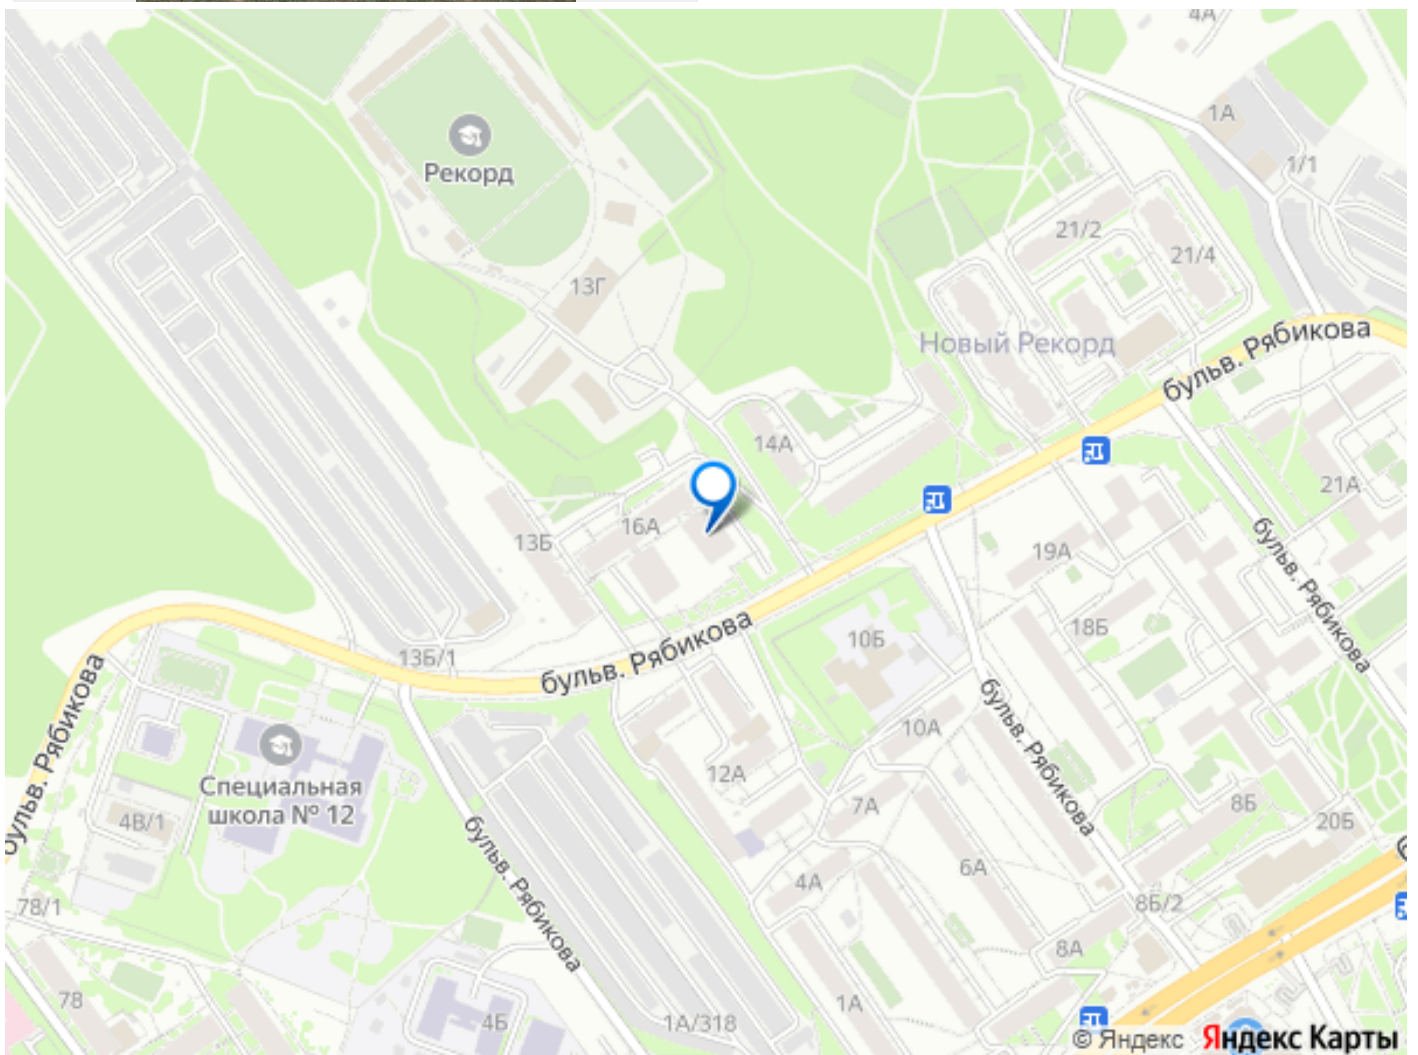 4А
1А
Рекорд
1/1
21/2
21/4
13Г
Новый Рекорд
бульв. Рябикова
14А
21А
16А
13Б
19А
бульв. Рябикова
18Б
10Б
13Б/1
бульв. Рябикова
бульв. Рябикова
10А
бульв. Рябикова
12А
Специальная
школа № 12
4В/1
7А
8Б
20Б
6А
4А
бульв. Рябикова
78/1
8Б/2
8А
78
4Б
1А/318
1А
© Яндекс Яндекс Карты